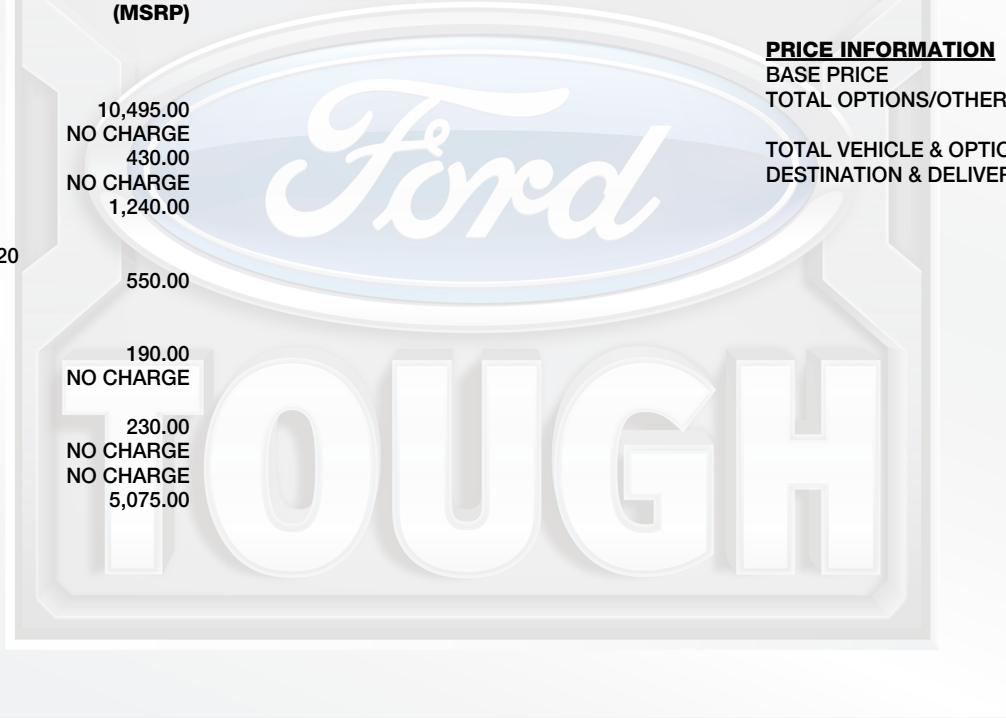 (MSRP)
10,495.00
NO CHARGE
430.00
NO CHARGE
1,240.00
20
550.00
190.00
NO CHARGE
230.00
NO CHARGE
NO CHARGE
5,075.00
PRICE INFORMATION
BASE PRICE
TOTAL OPTIONS/OTHER
TOTAL VEHICLE & OPTIO
DESTINATION & DELIVER
Ford
TOUGH